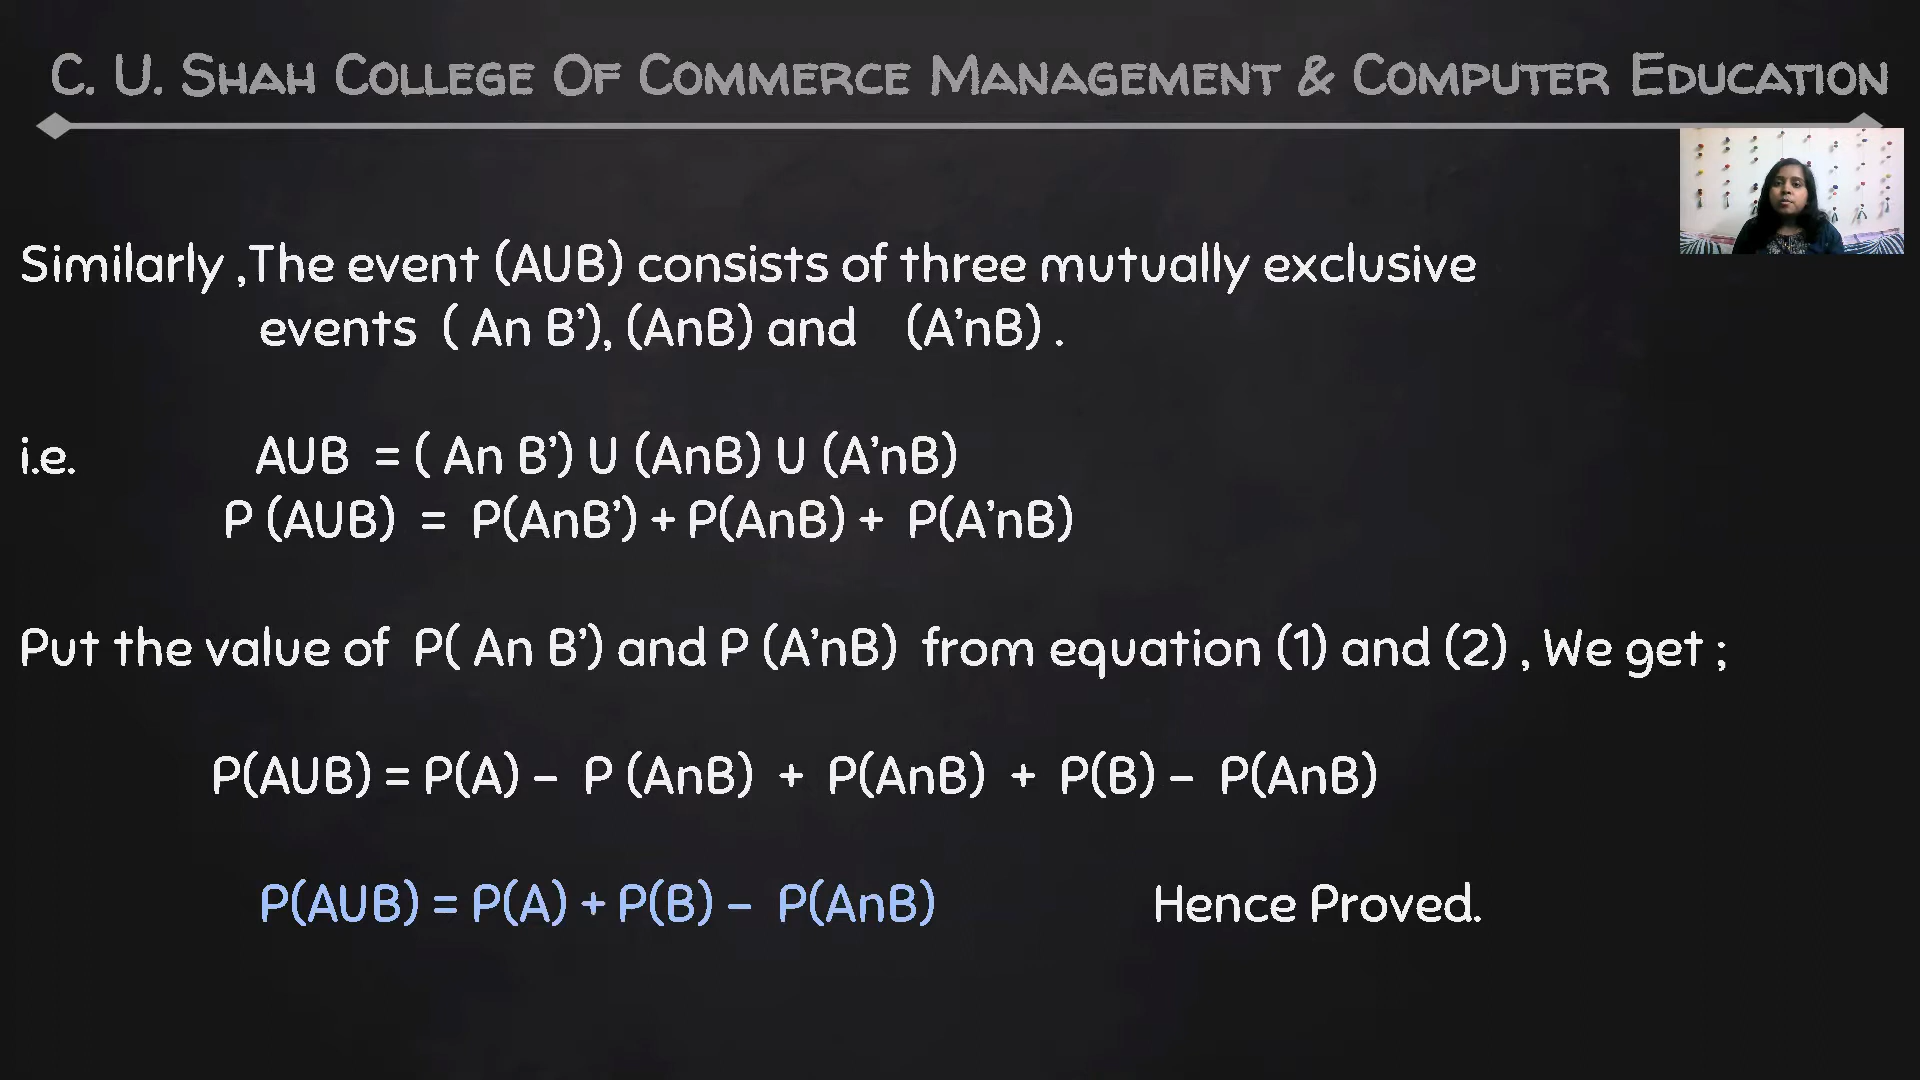 C. U. Shah College Of Commerce Management & Computer Education
Similarly ,The event (AUB) consists of three mutually exclusive
events ( An B’), (AnB) and (A’nB) .
i.e. AUB = ( An B’) U (AnB) U (A’nB)
P (AUB) = P(AnB’) + P(AnB) + P(A’nB)
Put the value of P( An B’) and P (A’nB) from equation (1) and (2) , We get ;
P(AUB) = P(A) – P (AnB) + P(AnB) + P(B) – P(AnB)
P(AUB) = P(A) + P(B) – P(AnB) Hence Proved.